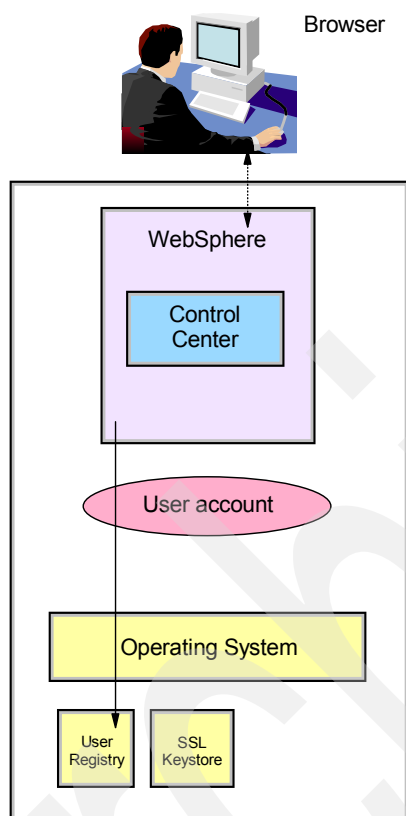 Browser
WebSphere
Control
Center
User account
Operating System
User
Registry
SSL
Keystore